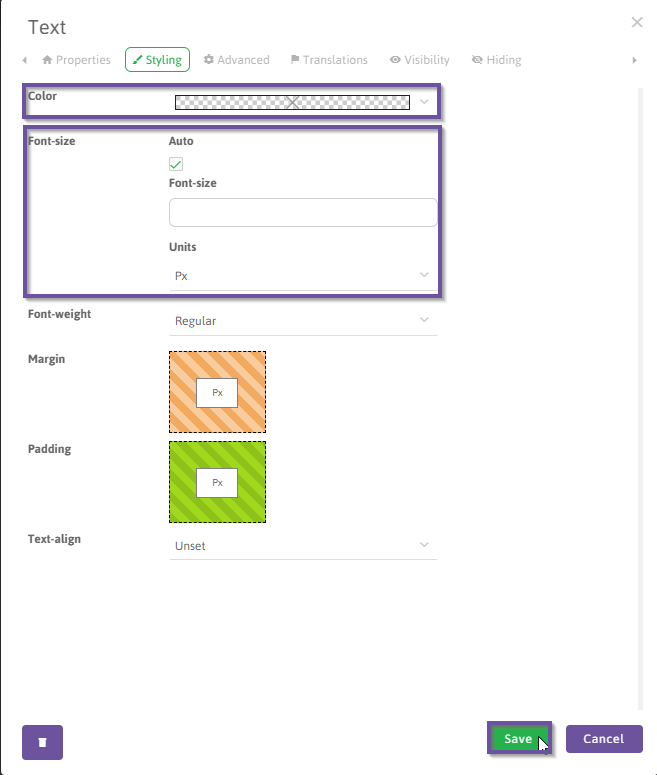 Text
Properties Styling Advanced Translations Visibility Hiding
Color
Font-size Auto
Font-size
Units
Px
Font-weight Regular
Margin
Px
Padding
Px
Text-align Unset
Save Cancel